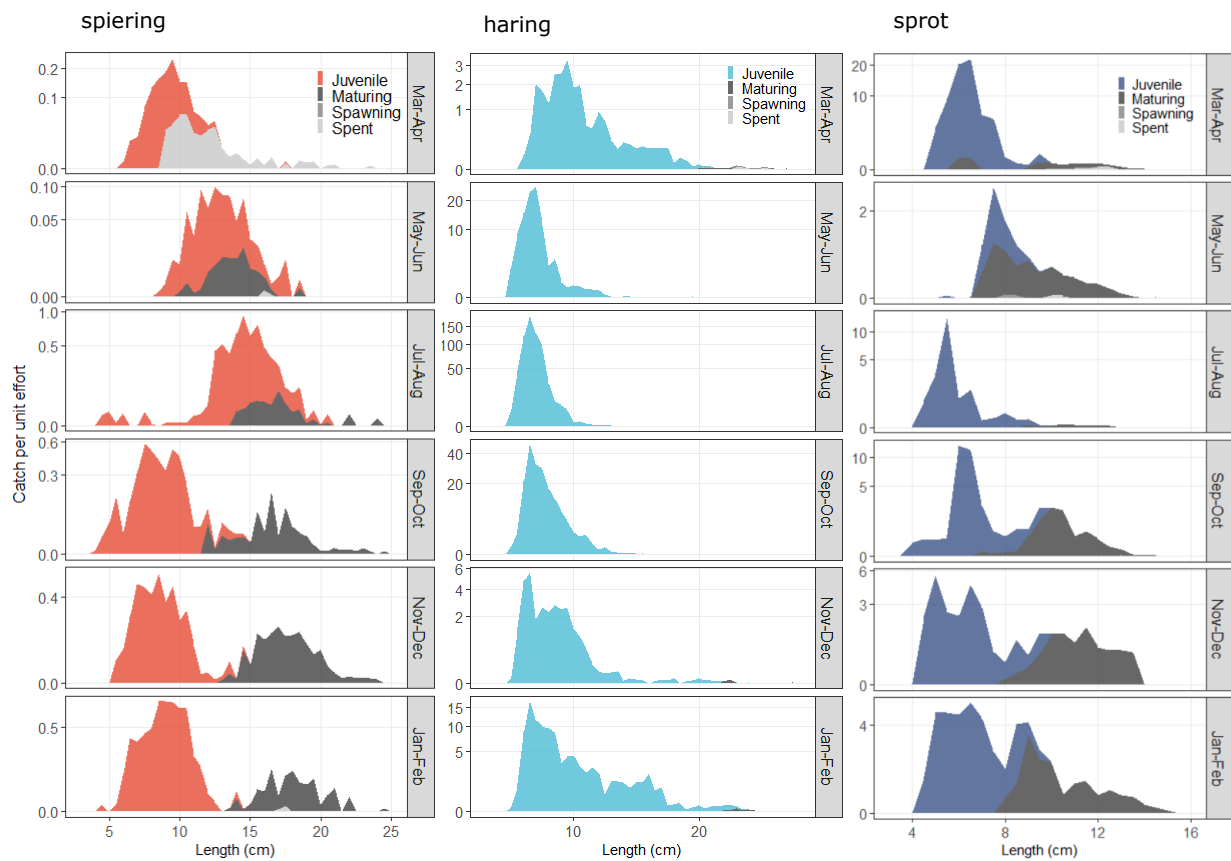 spiering
haring
sprot
Catch per unit effort
0.2
0.1
0.0
Juvenile
Maturing
Spawning
Spent
Mar-Apr
0.10
0.05
0.00
May-Jun
1.0
0.5
0.0
Jul-Aug
0.6
0.3
0.0
Sep-Oct
0.4
0.0
Nov-Dec
0.5
0.0
Jan-Feb
5 10 15 20 25
Length (cm)
3
2
1
0
Juvenile
Maturing
Spawning
Spent
Mar-Apr
20
10
0
May-Jun
150
100
50
0
Jul-Aug
40
20
0
Sep-Oct
6
4
2
0
Nov-Dec
15
10
5
0
Jan-Feb
10 20
Length (cm)
20
10
0
Juvenile
Maturing
Spawning
Spent
Mar-Apr
2
0
May-Jun
10
5
0
Jul-Aug
10
5
0
Sep-Oct
6
3
0
Nov-Dec
4
0
Jan-Feb
4 8 12 16
Length (cm)